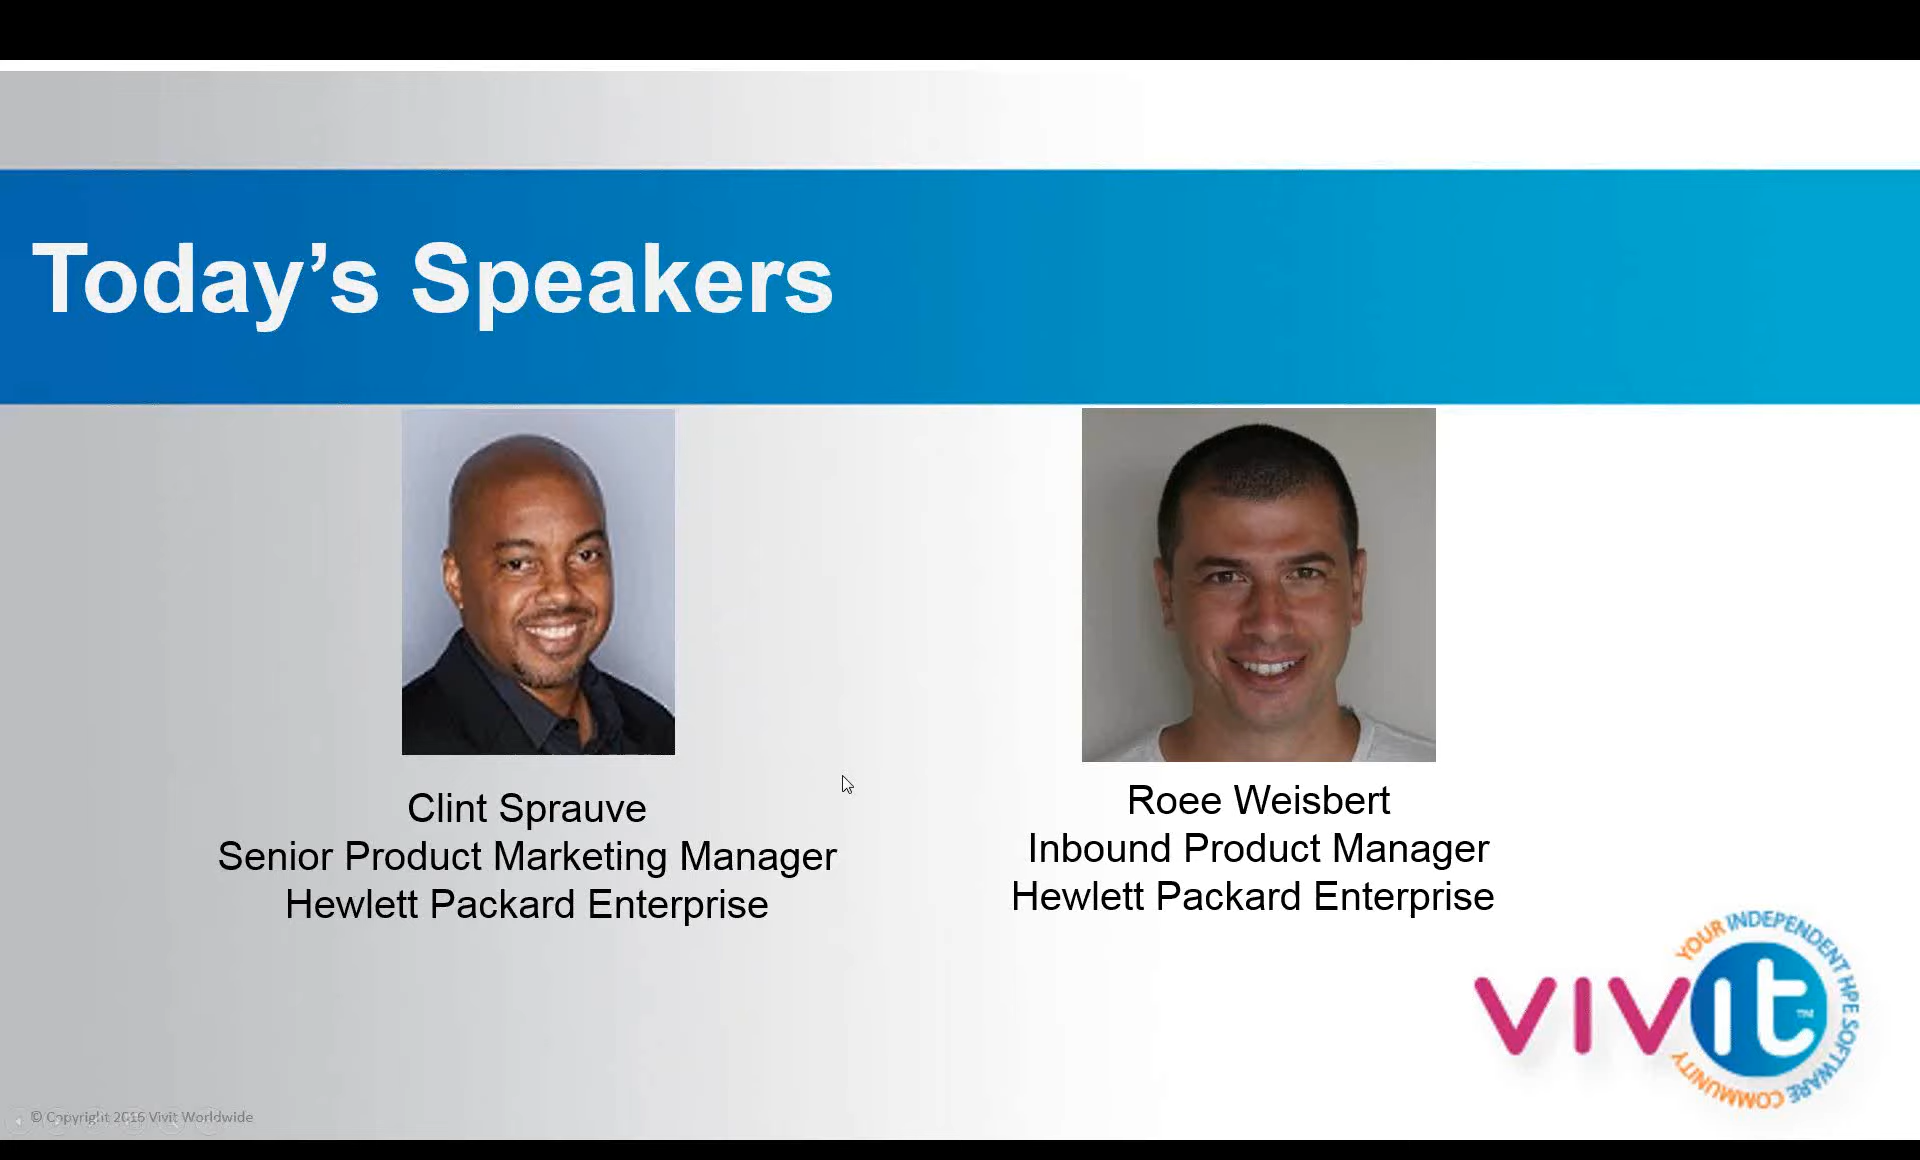 Today’s Speakers
Clint Sprauve
Senior Product Marketing Manager
Hewlett Packard Enterprise
Roee Weisbert
Inbound Product Manager
Hewlett Packard Enterprise
YOUR INDEPENDENT HPE SOFTWARE COMMUNITY
vivit ™
© Copyright 2016 Vivit Worldwide